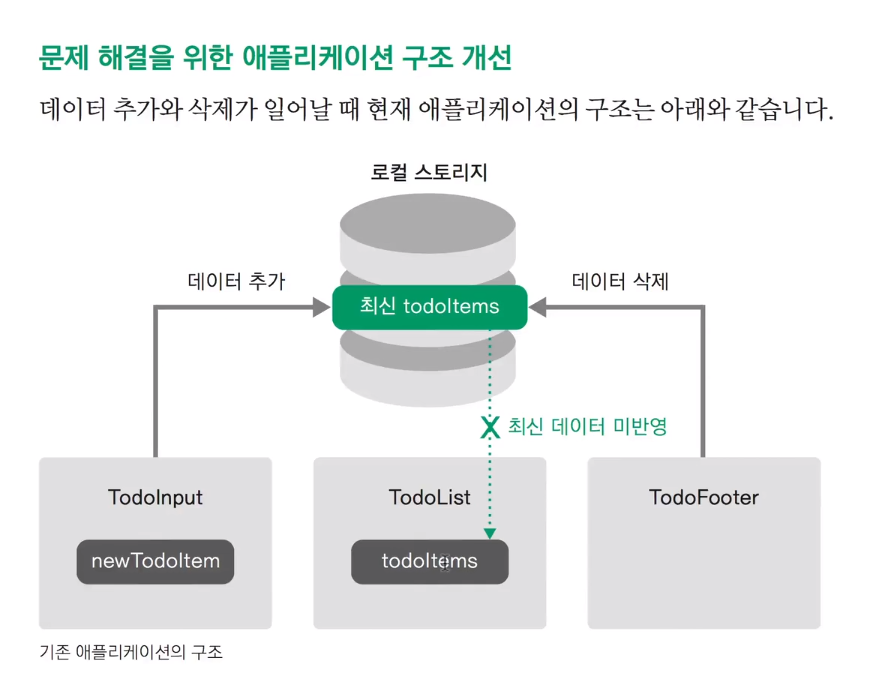 문제 해결을 위한 애플리케이션 구조 개선
데이터 추가와 삭제가 일어날 때 현재 애플리케이션의 구조는 아래와 같습니다.
로컬 스토리지
데이터 추가
데이터 삭제
최신 todoItems
X 최신 데이터 미반영
TodoInput
TodoList
TodoFooter
newTodoItem
todoItems
기존 애플리케이션의 구조